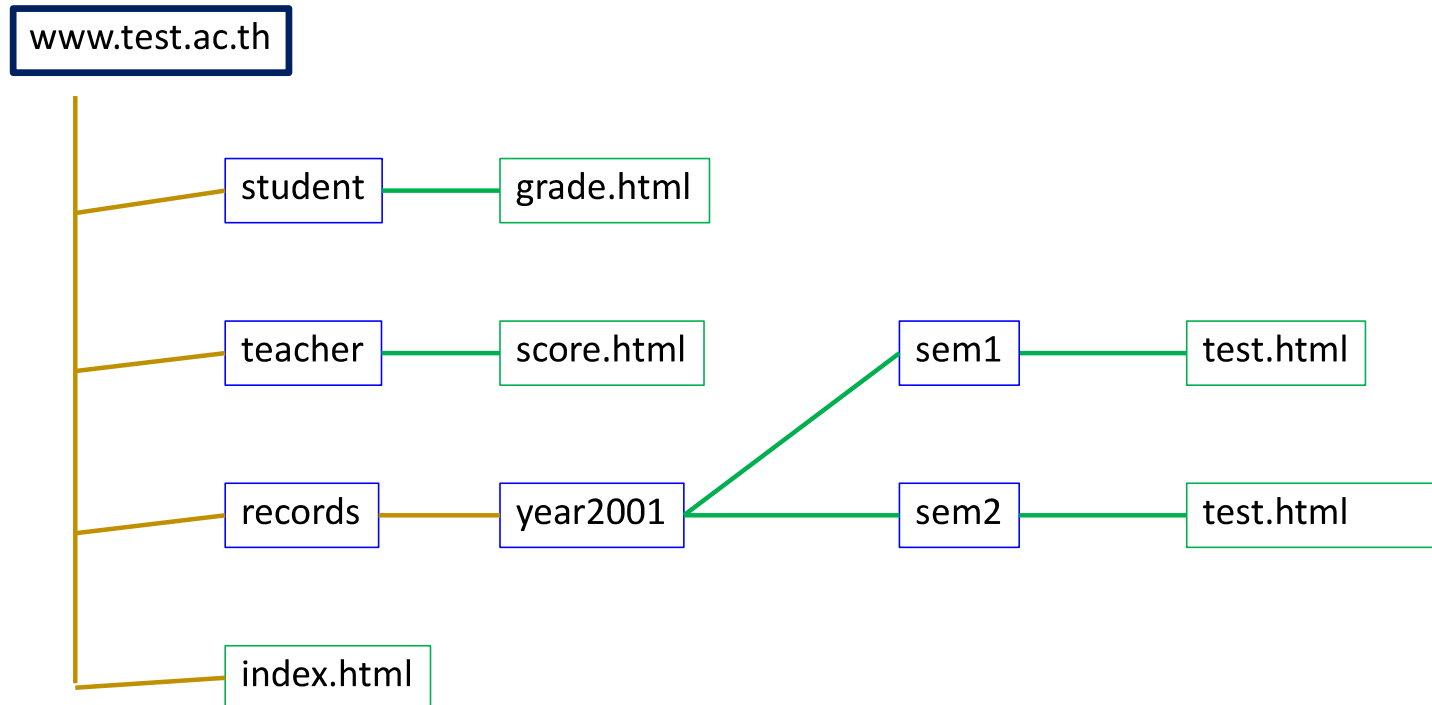 www.test.ac.th
student grade.html
teacher score.html sem1 test.html
records year2001 sem2 test.html
index.html